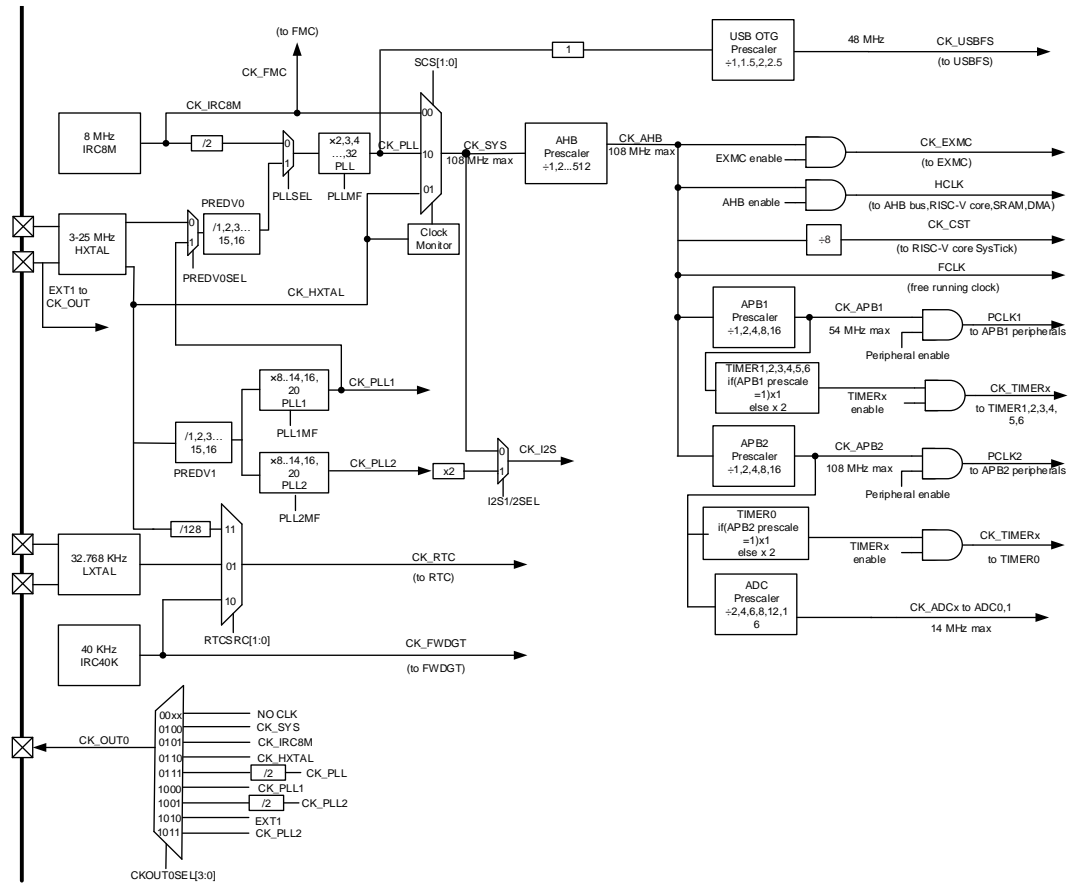 (to FMC)
CK_FMC
SCS[1:0]
1
USB OTG
Prescaler
÷1,1.5,2,2.5
48 MHz
CK_USBFS
(to USBFS)
8 MHz
IRC8M
CK_IRC8M
/2
0
1
PLLSEL
×2,3,4
…,32
PLL
PLLMF
CK_PLL
00
10
01
CK_SYS
108 MHz max
AHB
Prescaler
÷1,2...512
CK_AHB
108 MHz max
EXMC enable
CK_EXMC
(to EXMC)
AHB enable
HCLK
(to AHB bus,RISC-V core,SRAM,DMA)
÷8
CK_CST
(to RISC-V core SysTick)
FCLK
(free running clock)
3-25 MHz
HXTAL
0
1
PREDV0SEL
PREDV0
/1,2,3…
15,16
Clock
Monitor
EXT1 to
CK_OUT
CK_HXTAL
APB1
Prescaler
÷1,2,4,8,16
CK_APB1
54 MHz max
Peripheral enable
PCLK1
to APB1 peripherals
TIMER1,2,3,4,5,6
if(APB1 prescale
=1)x1
else x 2
TIMERx
enable
CK_TIMERx
to TIMER1,2,3,4,
5,6
/1,2,3…
15,16
PREDV1
×8..14,16,
20
PLL1
PLL1MF
CK_PLL1
×8..14,16,
20
PLL2
PLL2MF
CK_PLL2
x2
0
1
I2S1/2SEL
CK_I2S
APB2
Prescaler
÷1,2,4,8,16
CK_APB2
108 MHz max
Peripheral enable
PCLK2
to APB2 peripherals
TIMER0
if(APB2 prescale
=1)x1
else x 2
TIMERx
enable
CK_TIMERx
to TIMER0
ADC
Prescaler
÷2,4,6,8,12,1
6
CK_ADCx to ADC0,1
14 MHz max
/128
11
01
10
RTCSRC[1:0]
32.768 KHz
LXTAL
CK_RTC
(to RTC)
40 KHz
IRC40K
CK_FWDGT
(to FWDGT)
CK_OUT0
00xx
NO CLK
0100
CK_SYS
0101
CK_IRC8M
0110
CK_HXTAL
0111
/2
CK_PLL
1000
CK_PLL1
1001
/2
CK_PLL2
1010
EXT1
1011
CK_PLL2
CKOUT0SEL[3:0]